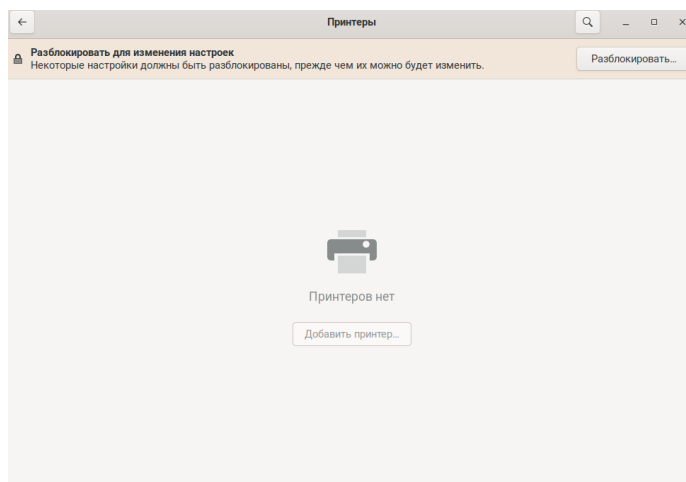 Принтеры
Разблокировать для изменения настроек
Некоторые настройки должны быть разблокированы, прежде чем их можно будет изменить.
Разблокировать…
Принтеров нет
Добавить принтер…